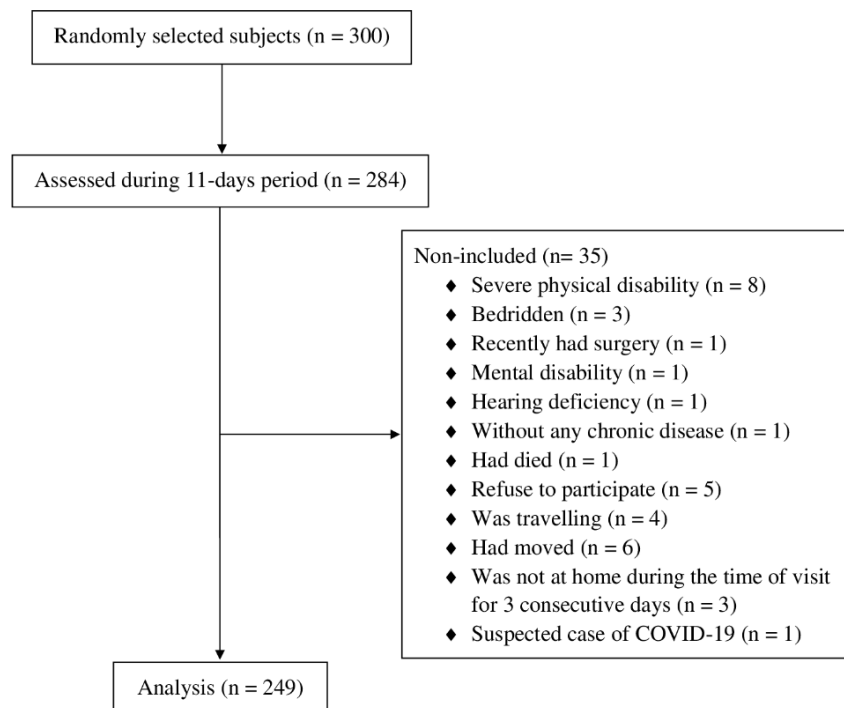 Randomly selected subjects (n = 300)
Assessed during 11-days period (n = 284)
Non-included (n= 35)
♦ Severe physical disability (n = 8)
♦ Bedridden (n = 3)
♦ Recently had surgery (n = 1)
♦ Mental disability (n = 1)
♦ Hearing deficiency (n = 1)
♦ Without any chronic disease (n = 1)
♦ Had died (n = 1)
♦ Refuse to participate (n = 5)
♦ Was travelling (n = 4)
♦ Had moved (n = 6)
♦ Was not at home during the time of visit
for 3 consecutive days (n = 3)
♦ Suspected case of COVID-19 (n = 1)
Analysis (n = 249)